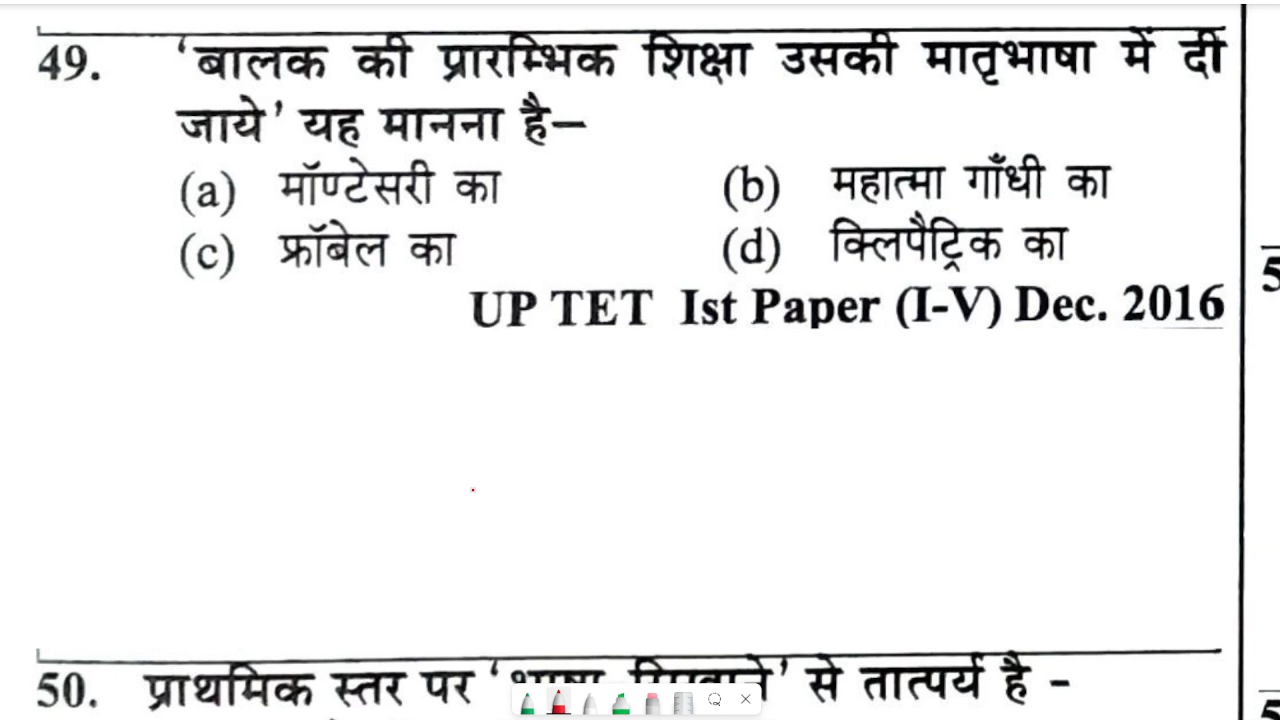 49. 'बालक की प्रारम्भिक शिक्षा उसकी मातृभाषा में दी
जाये' यह मानना है–
(a) मॉण्टेसरी का (b) महात्मा गाँधी का
(c) फ्रॉबेल का (d) क्लिपैट्रिक का
UP TET Ist Paper (I-V) Dec. 2016
50. प्राथमिक स्तर पर ' से तात्पर्य है -